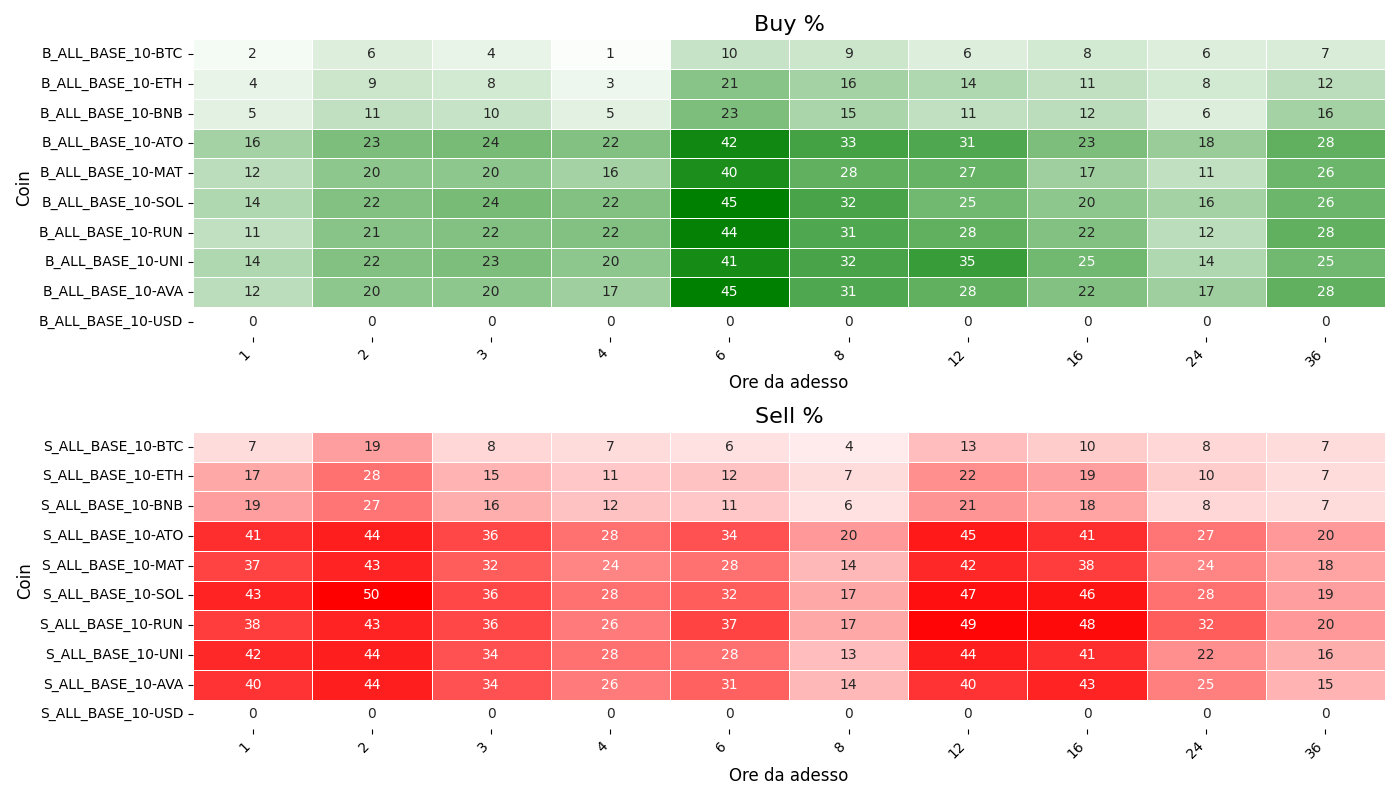 Buy %
Coin
B_ALL_BASE_10-BTC 2 6 4 1 10 9 6 8 6 7
B_ALL_BASE_10-ETH 4 9 8 3 21 16 14 11 8 12
B_ALL_BASE_10-BNB 5 11 10 5 23 15 11 12 6 16
B_ALL_BASE_10-ATO 16 23 24 22 42 33 31 23 18 28
B_ALL_BASE_10-MAT 12 20 20 16 40 28 27 17 11 26
B_ALL_BASE_10-SOL 14 22 24 22 45 32 25 20 16 26
B_ALL_BASE_10-RUN 11 21 22 22 44 31 28 22 12 28
B_ALL_BASE_10-UNI 14 22 23 20 41 32 35 25 14 25
B_ALL_BASE_10-AVA 12 20 20 17 45 31 28 22 17 28
B_ALL_BASE_10-USD 0 0 0 0 0 0 0 0 0 0
1 2 3 4 6 8 12 16 24 36
Ore da adesso
Sell %
Coin
S_ALL_BASE_10-BTC 7 19 8 7 6 4 13 10 8 7
S_ALL_BASE_10-ETH 17 28 15 11 12 7 22 19 10 7
S_ALL_BASE_10-BNB 19 27 16 12 11 6 21 18 8 7
S_ALL_BASE_10-ATO 41 44 36 28 34 20 45 41 27 20
S_ALL_BASE_10-MAT 37 43 32 24 28 14 42 38 24 18
S_ALL_BASE_10-SOL 43 50 36 28 32 17 47 46 28 19
S_ALL_BASE_10-RUN 38 43 36 26 37 17 49 48 32 20
S_ALL_BASE_10-UNI 42 44 34 28 28 13 44 41 22 16
S_ALL_BASE_10-AVA 40 44 34 26 31 14 40 43 25 15
S_ALL_BASE_10-USD 0 0 0 0 0 0 0 0 0 0
1 2 3 4 6 8 12 16 24 36
Ore da adesso